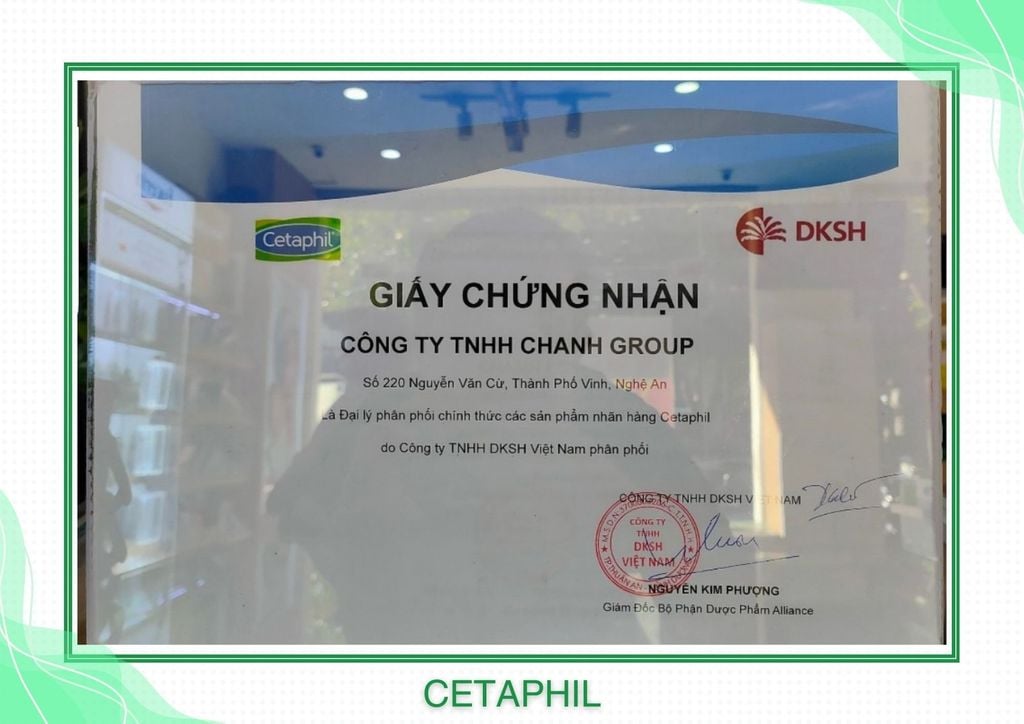 Cetaphil
DKSH
GIẤY CHỨNG NHẬN
CÔNG TY TNHH CHANH GROUP
Số 220 Nguyễn Văn Cừ, Thành Phố Vinh, Nghệ An
Là Đại lý phân phối chính thức các sản phẩm nhãn hàng Cetaphil
do Công ty TNHH DKSH Việt Nam phân phối
CÔNG TY TNHH DKSH VIỆT NAM
CÔNG TY
TNHH
DKSH
VIỆT NAM
NGUYỄN KIM PHƯỢNG
Giám Đốc Bộ Phận Dược Phẩm Alliance
CETAPHIL